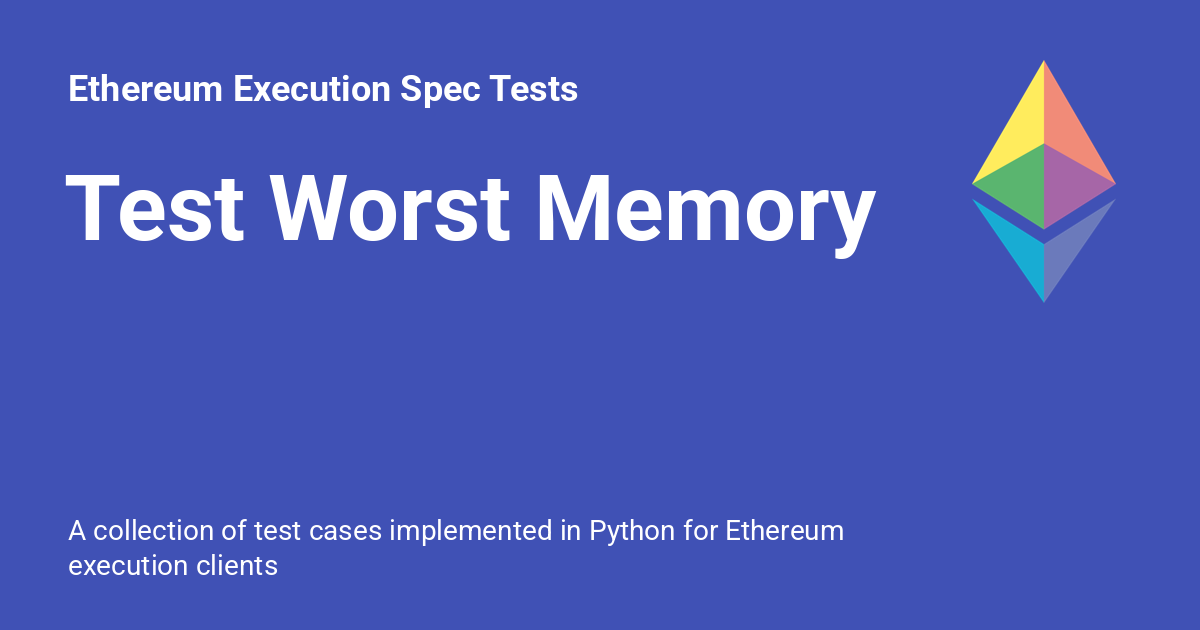 Ethereum Execution Spec Tests
Test Worst Memory
A collection of test cases implemented in Python for Ethereum
execution clients